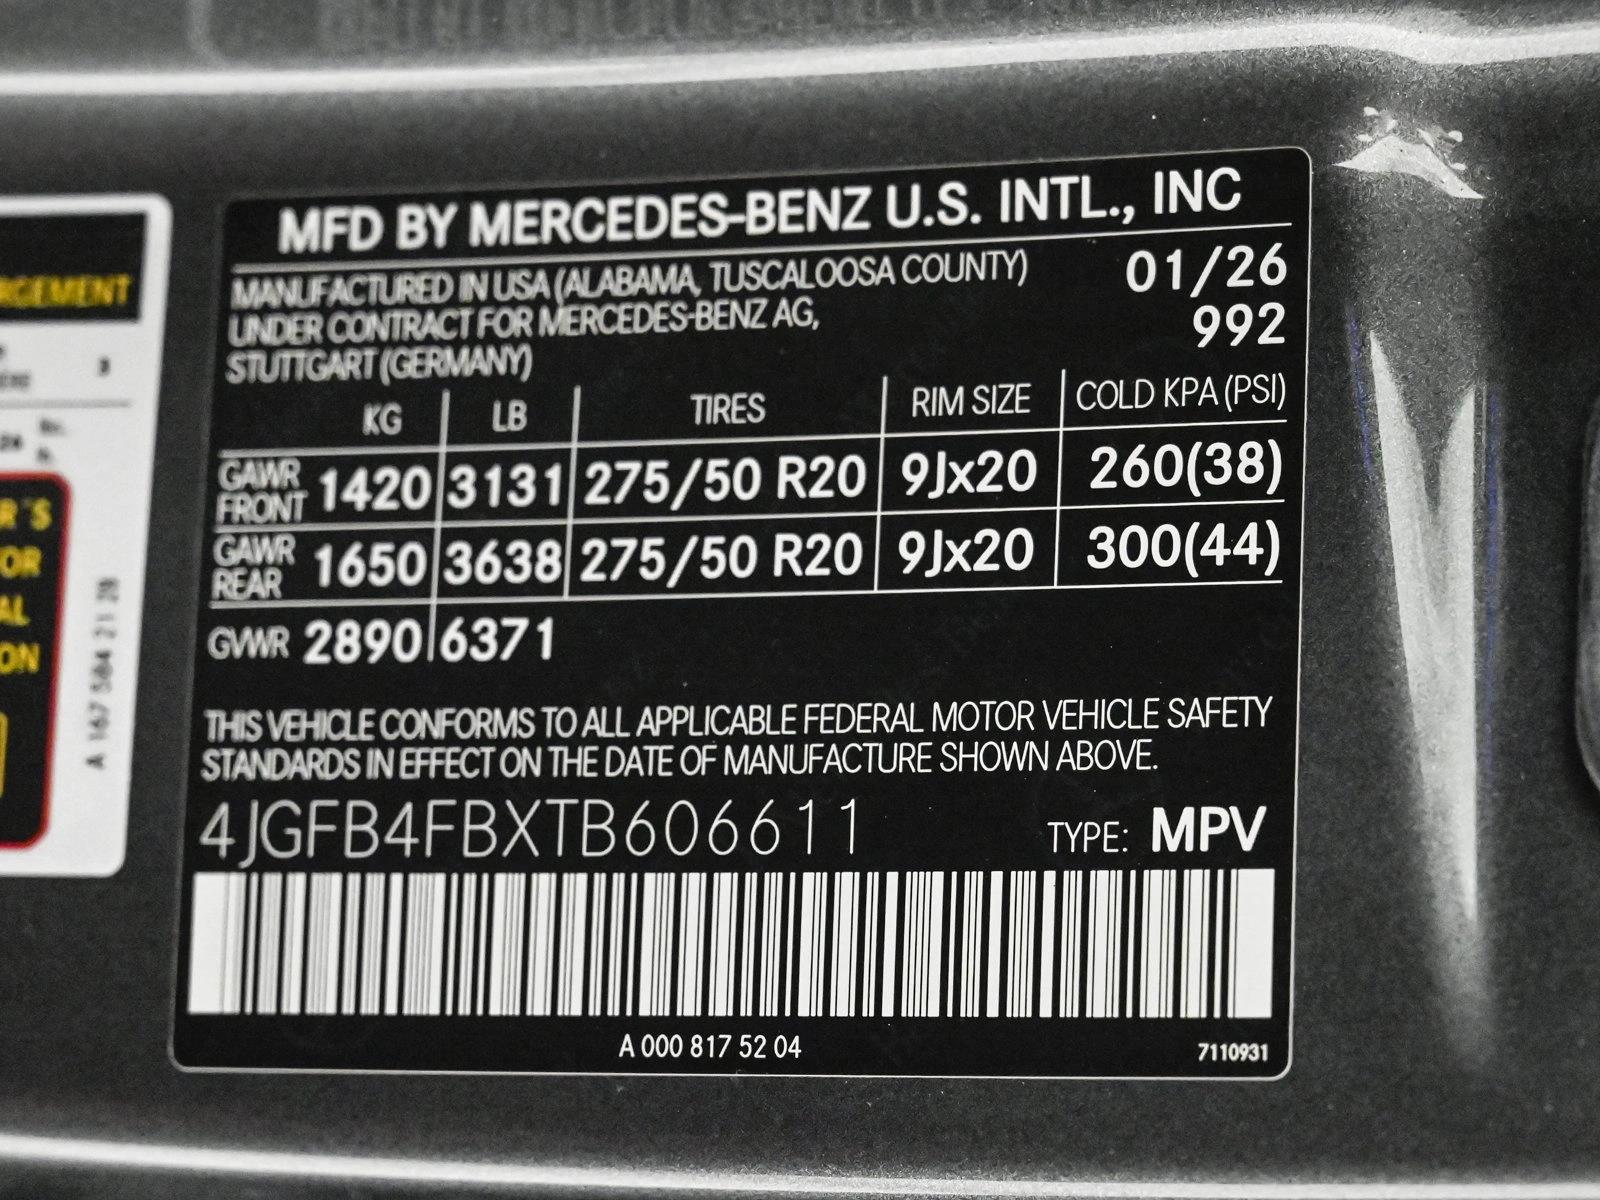 MFD BY MERCEDES-BENZ U.S. INTL., INC
MANUFACTURED IN USA (ALABAMA, TUSCALOOSA COUNTY) 01/26
UNDER CONTRACT FOR MERCEDES-BENZ AG, 992
STUTTGART (GERMANY)
KG LB TIRES RIM SIZE COLD KPA (PSI)
GAWR FRONT 1420 3131 275/50 R20 9Jx20 260(38)
GAWR REAR 1650 3638 275/50 R20 9Jx20 300(44)
GVWR 2890 6371
THIS VEHICLE CONFORMS TO ALL APPLICABLE FEDERAL MOTOR VEHICLE SAFETY
STANDARDS IN EFFECT ON THE DATE OF MANUFACTURE SHOWN ABOVE.
4JGFB4FBXTB606611 TYPE: MPV
A 000 817 52 04 7110931
A 167 584 21 28